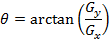 θ = arctan(G_y/G_x)